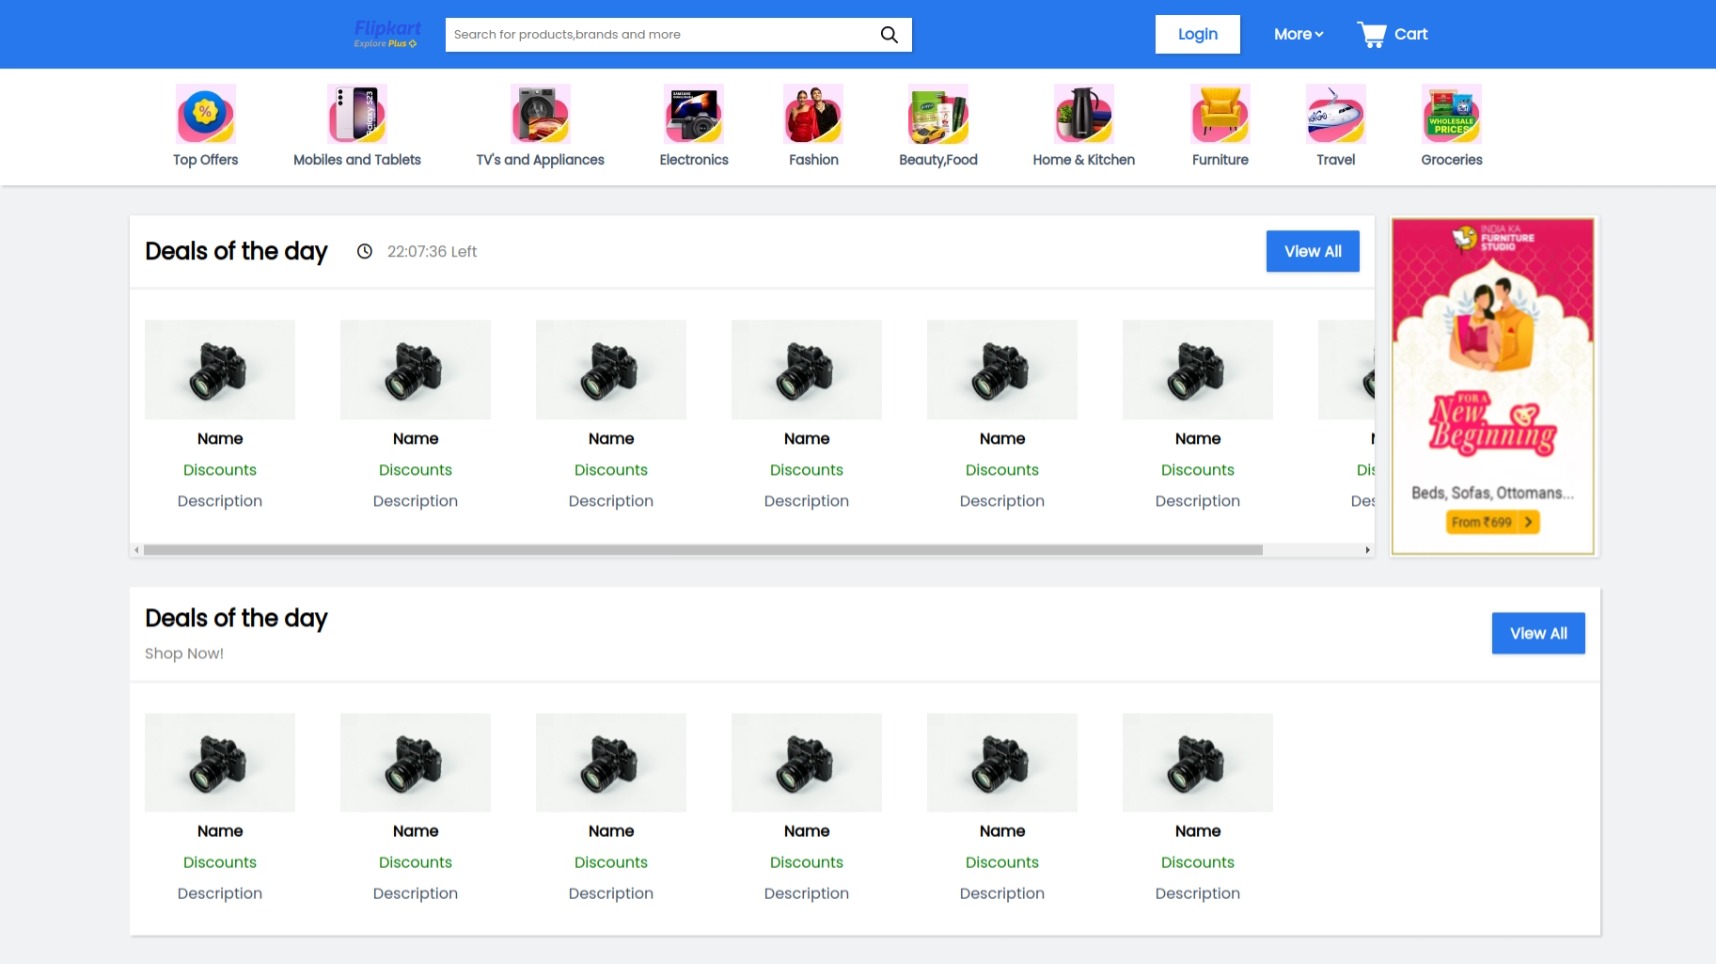 Flipkart
Explore Plus
Search for products,brands and more
Login
More
Cart
Top Offers
Mobiles and Tablets
TV's and Appliances
Electronics
Fashion
Beauty,Food
Home & Kitchen
Furniture
Travel
Groceries
%
Galaxy S23
SAMSUNG
WHOLESALE
PRICES
Deals of the day
22:07:36 Left
View All
Name
Name
Name
Name
Name
Name
N
Discounts
Discounts
Discounts
Discounts
Discounts
Discounts
Dis
Description
Description
Description
Description
Description
Description
Des
INDIA KA
FURNITURE
STUDIO
FOR A
New
Beginning
Beds, Sofas, Ottomans...
From ₹699
Deals of the day
Shop Now!
View All
Name
Name
Name
Name
Name
Name
Discounts
Discounts
Discounts
Discounts
Discounts
Discounts
Description
Description
Description
Description
Description
Description